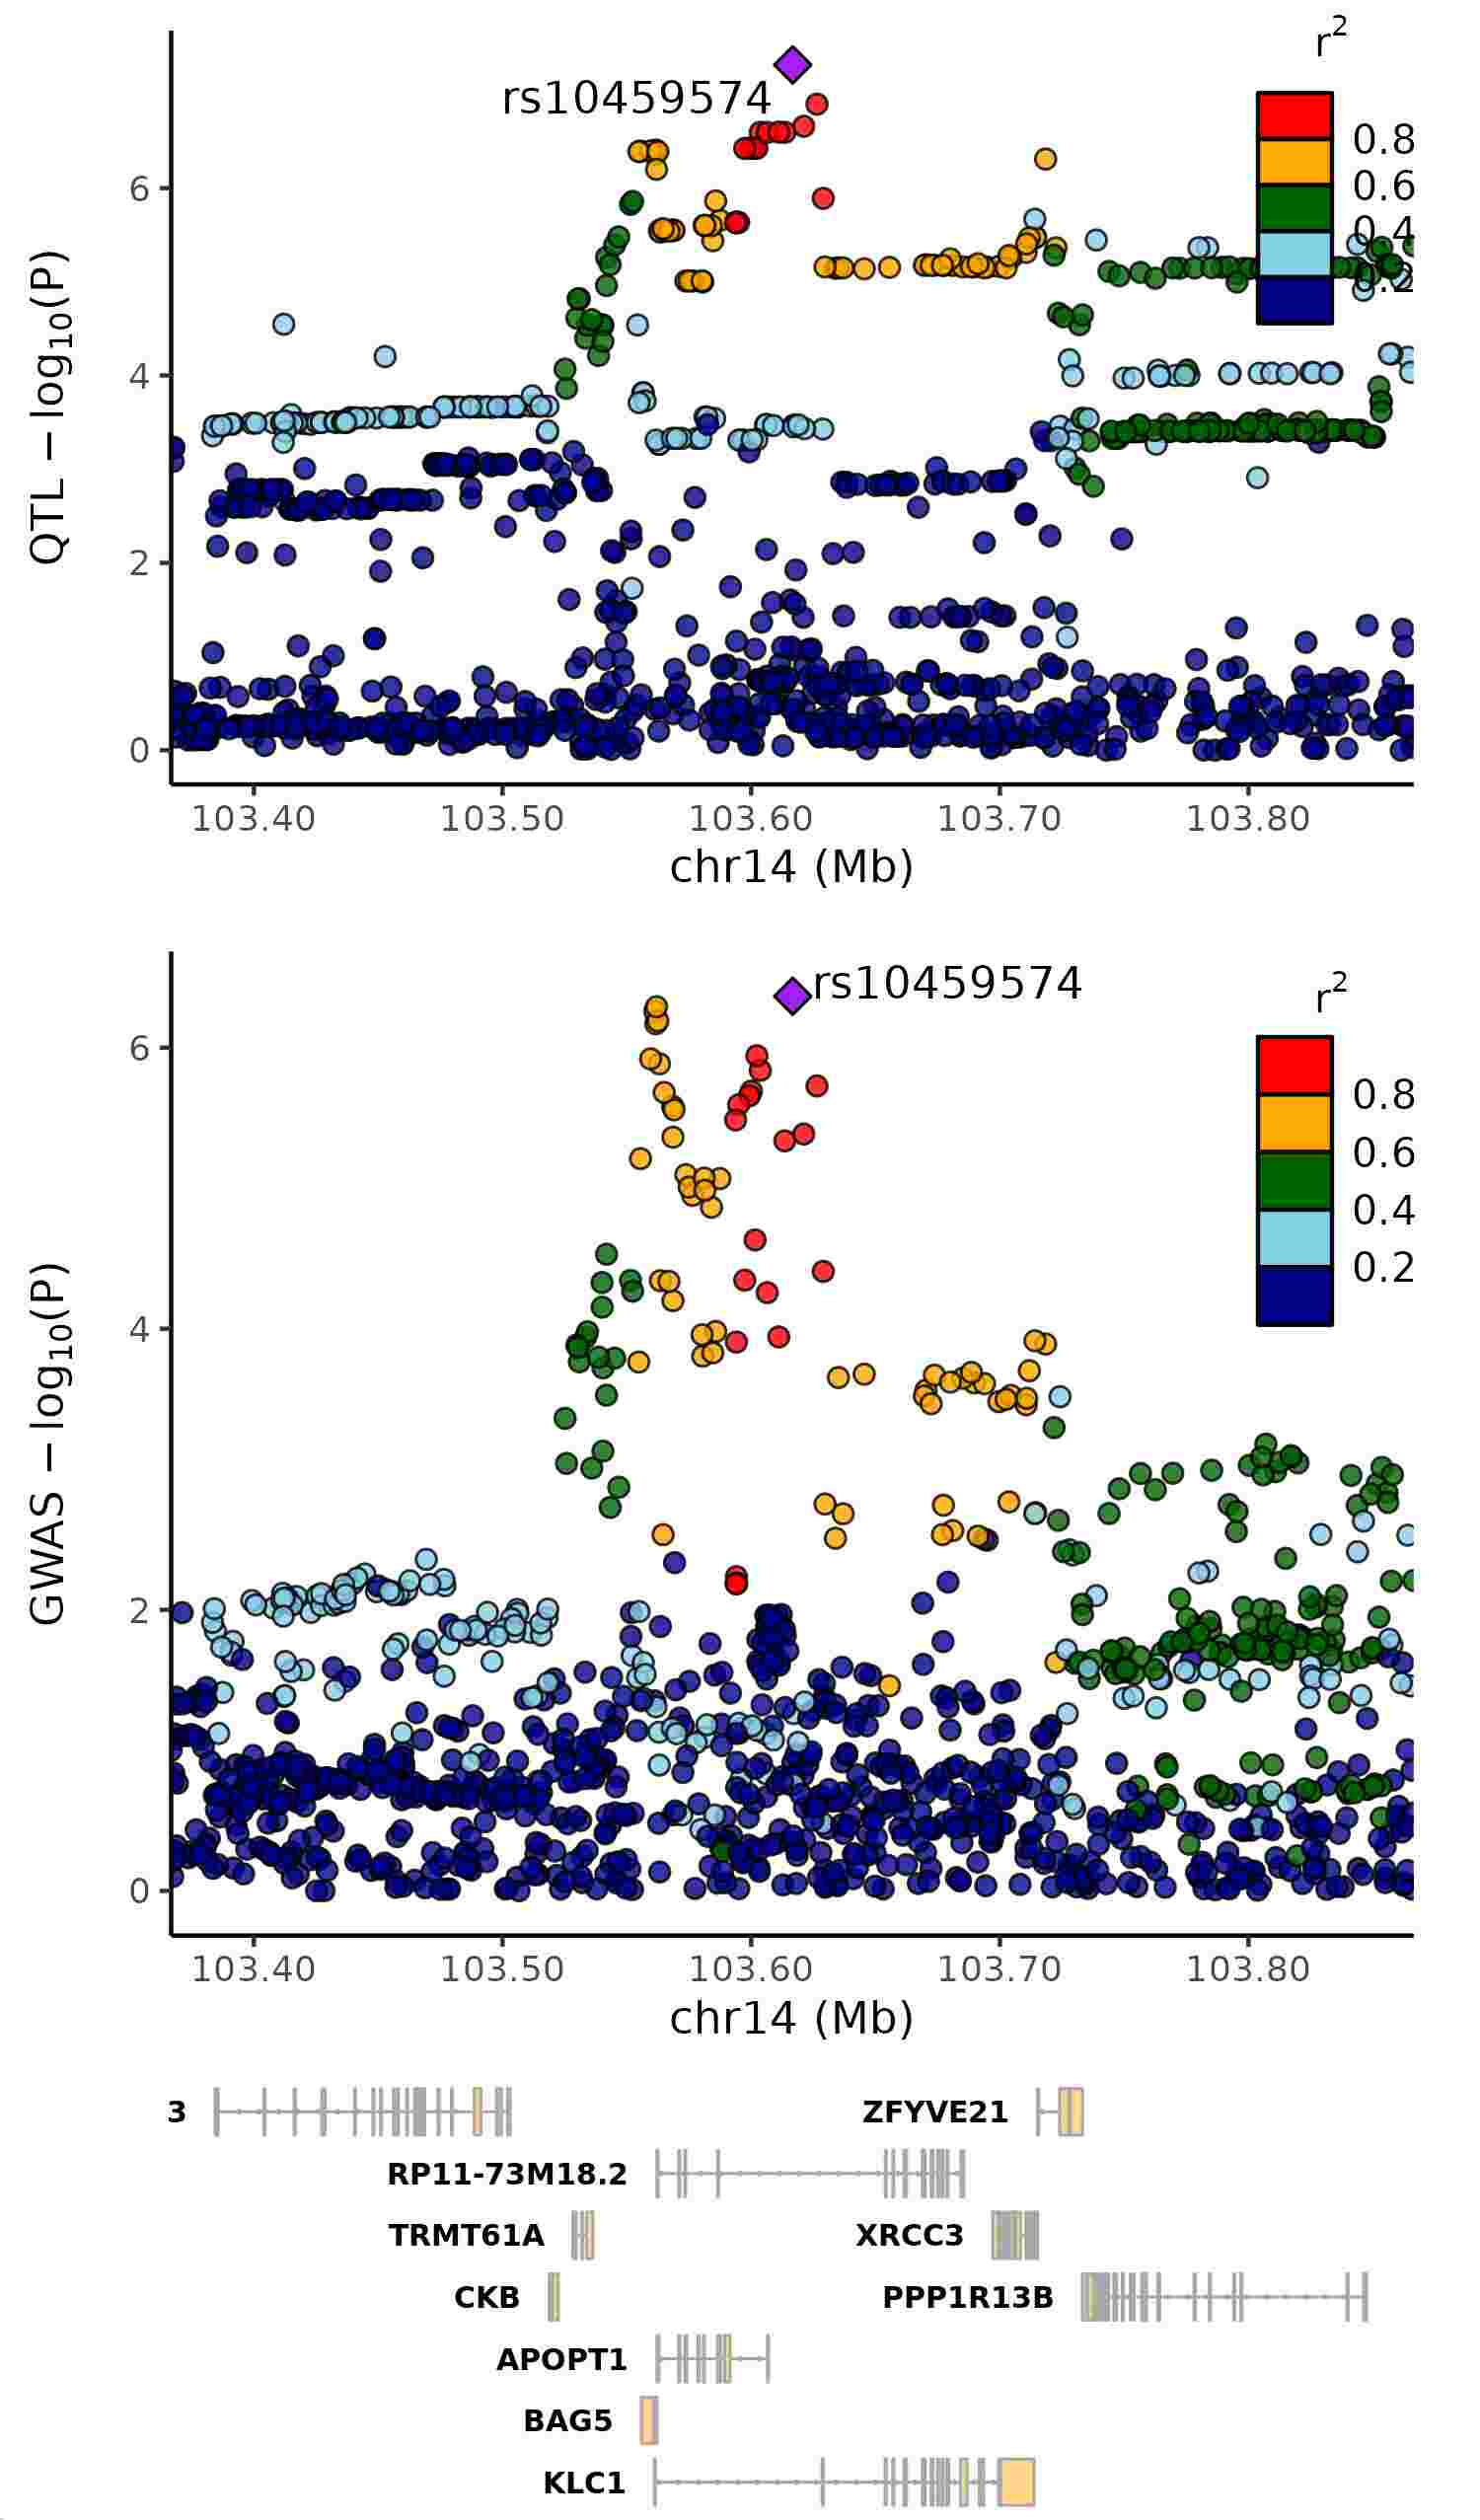 r2
rs10459574
0.8
0.6
0.4
0.2
6
4
2
0
QTL − log10(P)
103.40 103.50 103.60 103.70 103.80
chr14 (Mb)
rs10459574
r2
0.8
0.6
0.4
0.2
6
4
2
0
GWAS − log10(P)
103.40 103.50 103.60 103.70 103.80
chr14 (Mb)
3 ZFYVE21
RP11-73M18.2
TRMT61A XRCC3
CKB PPP1R13B
APOPT1
BAG5
KLC1